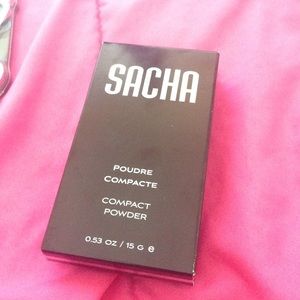 SACHA
POUDRE
COMPACTE
COMPACT
POWDER
0.53 OZ / 15 G e